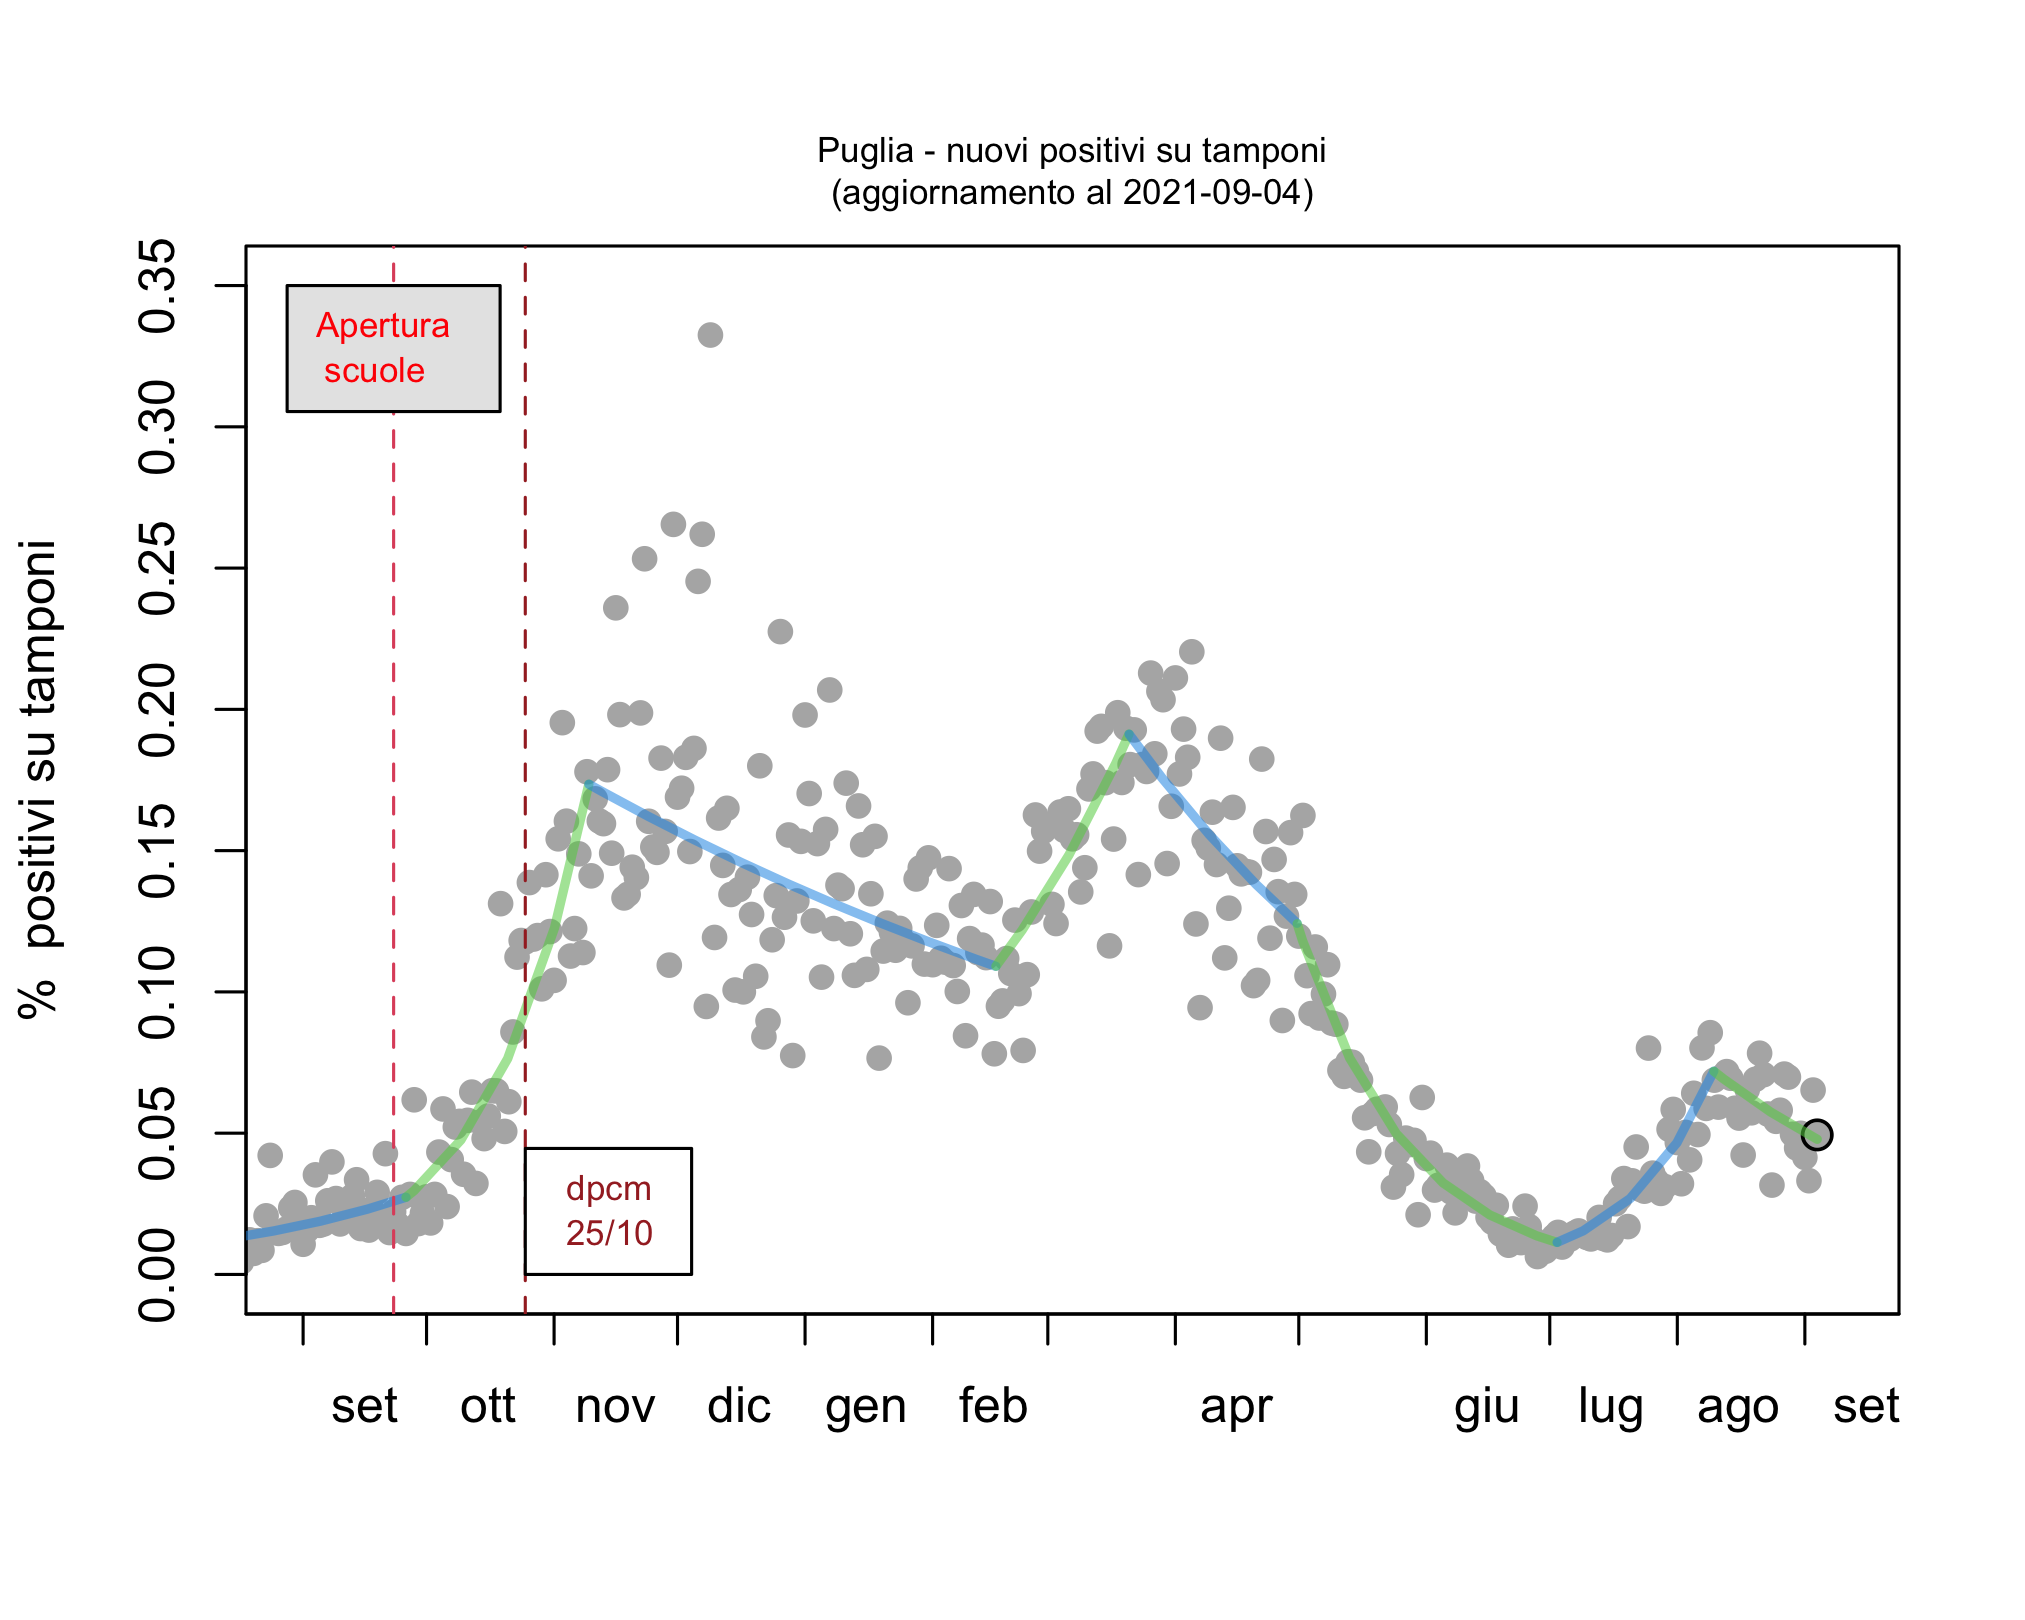 Puglia - nuovi positivi su tamponi
(aggiornamento al 2021-09-04)
% positivi su tamponi
0.35
0.30
0.25
0.20
0.15
0.10
0.05
0.00
Apertura
scuole
dpcm
25/10
set ott nov dic gen feb apr giu lug ago set